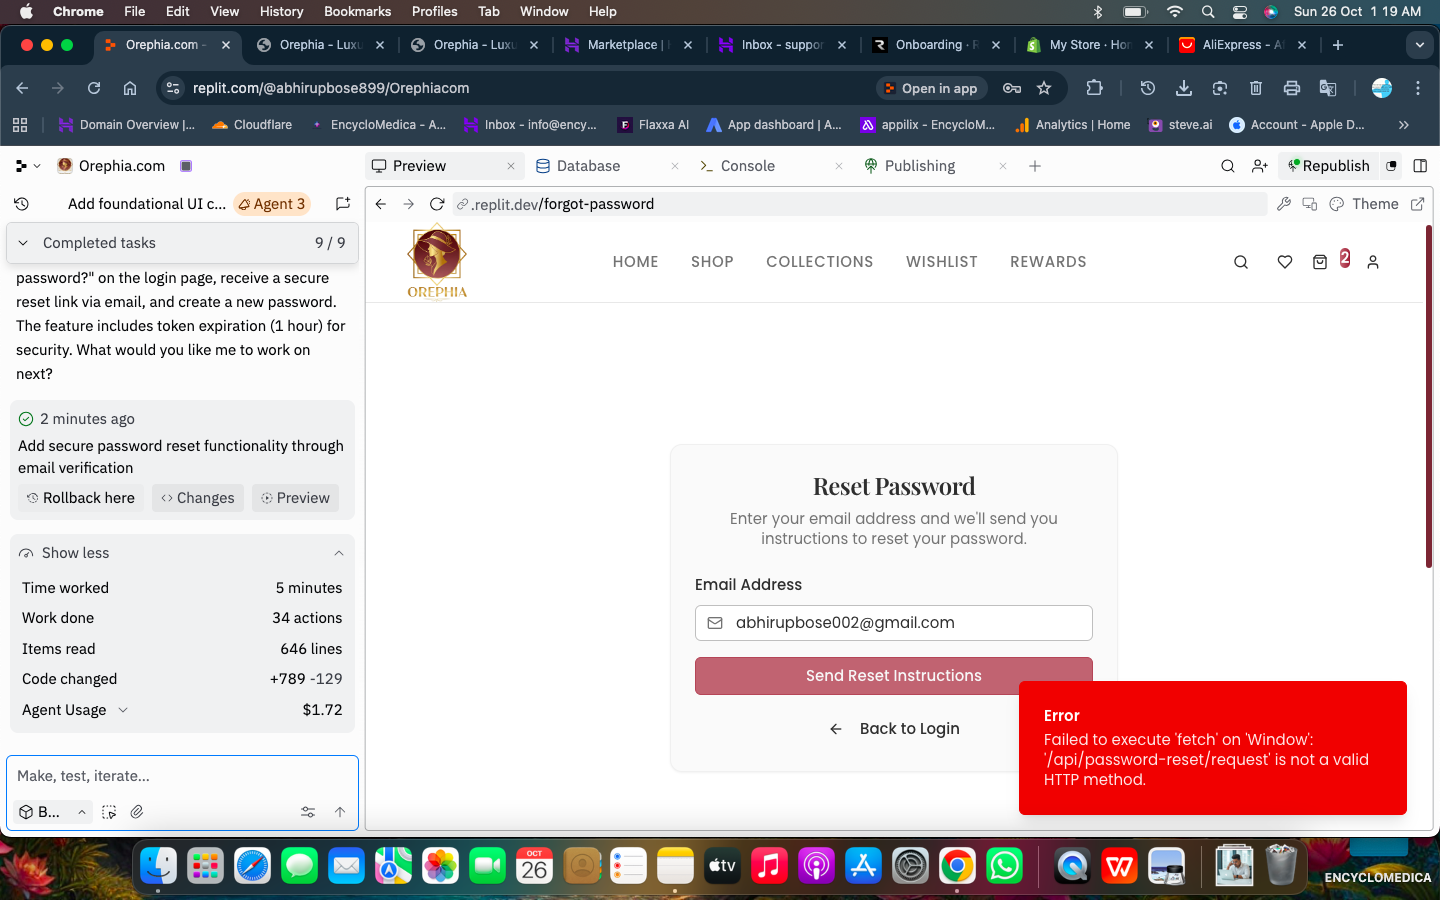 Chrome File Edit View History Bookmarks Profiles Tab Window Help Sun 26 Oct 1 19 AM
Orephia.com - Orephia - Luxu Orephia - Luxu Marketplace | Inbox - suppor Onboarding · R My Store · Hor AliExpress - A
replit.com/@abhirupbose899/Orephiacom Open in app
Domain Overview |... Cloudflare EncycloMedica - A... Inbox - info@ency... Flaxxa AI App dashboard | A... appilix - EncycloM... Analytics | Home steve.ai Account - Apple D... »
Orephia.com Preview Database Console Publishing Republish
Add foundational UI c... Agent 3 .replit.dev/forgot-password Theme
Completed tasks 9 / 9
password?" on the login page, receive a secure
reset link via email, and create a new password.
The feature includes token expiration (1 hour) for
security. What would you like me to work on
next?
2 minutes ago
Add secure password reset functionality through
email verification
Rollback here Changes Preview
Show less
Time worked 5 minutes
Work done 34 actions
Items read 646 lines
Code changed +789 -129
Agent Usage $1.72
Make, test, iterate...
B...
OREPHIA
HOME SHOP COLLECTIONS WISHLIST REWARDS 2
Reset Password
Enter your email address and we'll send you
instructions to reset your password.
Email Address
abhirupbose002@gmail.com
Send Reset Instructions
Back to Login
Error
Failed to execute 'fetch' on 'Window':
'/api/password-reset/request' is not a valid
HTTP method.
OCT
26
tv
ENCYCLOMEDICA